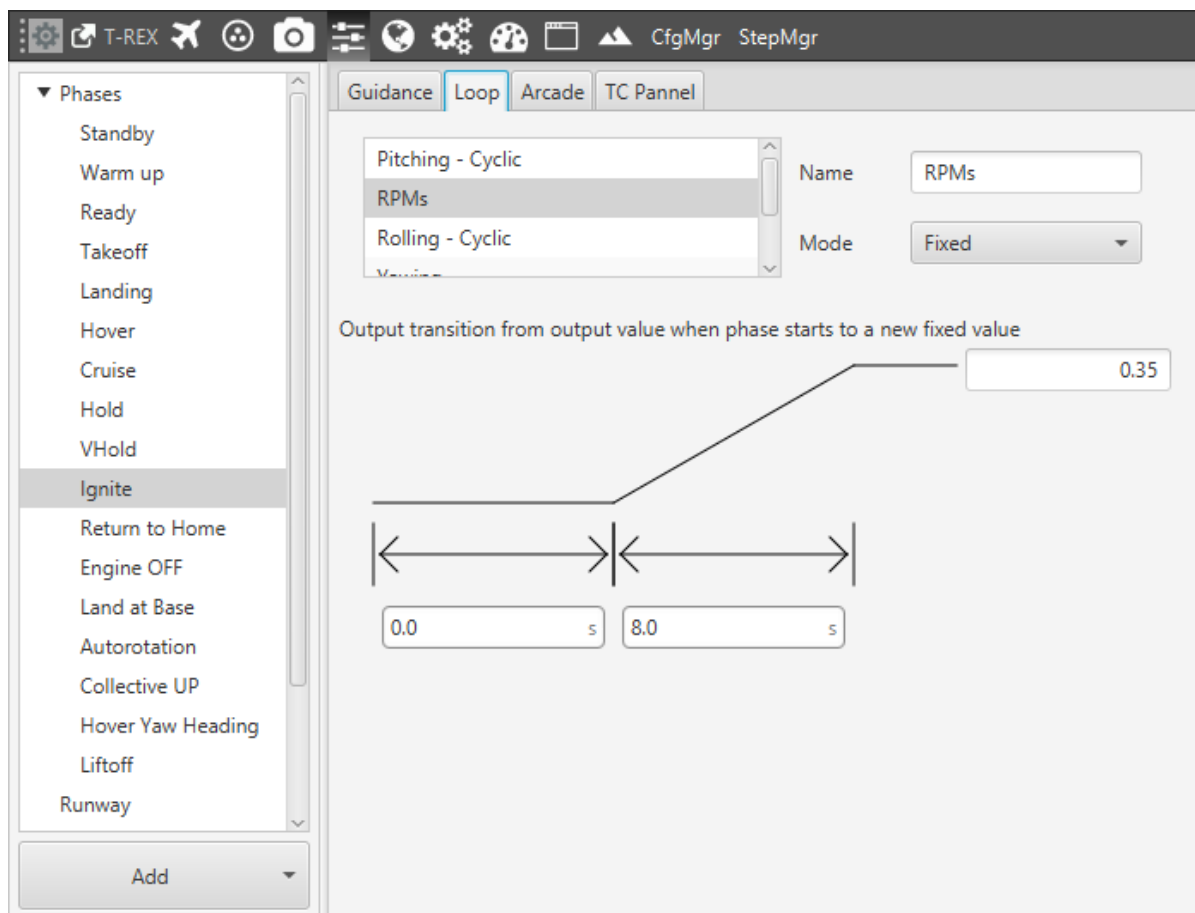 T-REX CfgMgr StepMgr
Phases
Standby
Warm up
Ready
Takeoff
Landing
Hover
Cruise
Hold
VHold
Ignite
Return to Home
Engine OFF
Land at Base
Autorotation
Collective UP
Hover Yaw Heading
Liftoff
Runway
Add
Guidance Loop Arcade TC Pannel
Pitching - Cyclic
RPMs
Rolling - Cyclic
Name RPMs
Mode Fixed
Output transition from output value when phase starts to a new fixed value
0.35
0.0 s 8.0 s